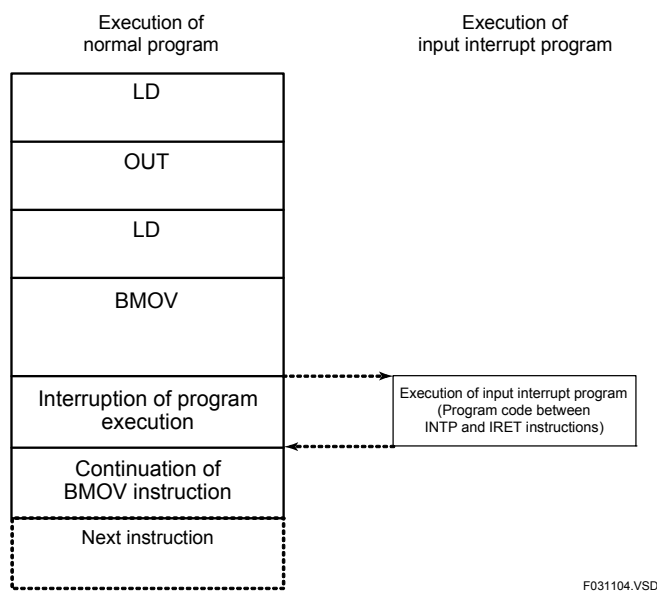 Execution of
normal program
Execution of
input interrupt program
LD
OUT
LD
BMOV
Interruption of program
execution
Execution of input interrupt program
(Program code between
INTP and IRET instructions)
Continuation of
BMOV instruction
Next instruction
F031104.VSD